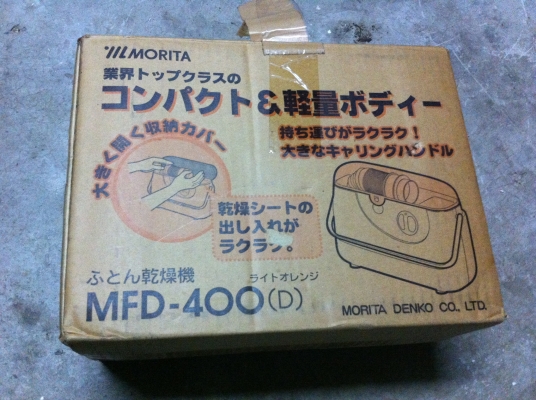 MORITA
業界トップクラスの
コンパクト&軽量ボディー
大きく開く収納カバー
持ち運びがラクラク!
大きなキャリングハンドル
乾燥シートの
出し入れが
ラクラク。
ふとん乾燥機
ライトオレンジ
MFD-400(D)
MORITA DENKO CO., LTD.